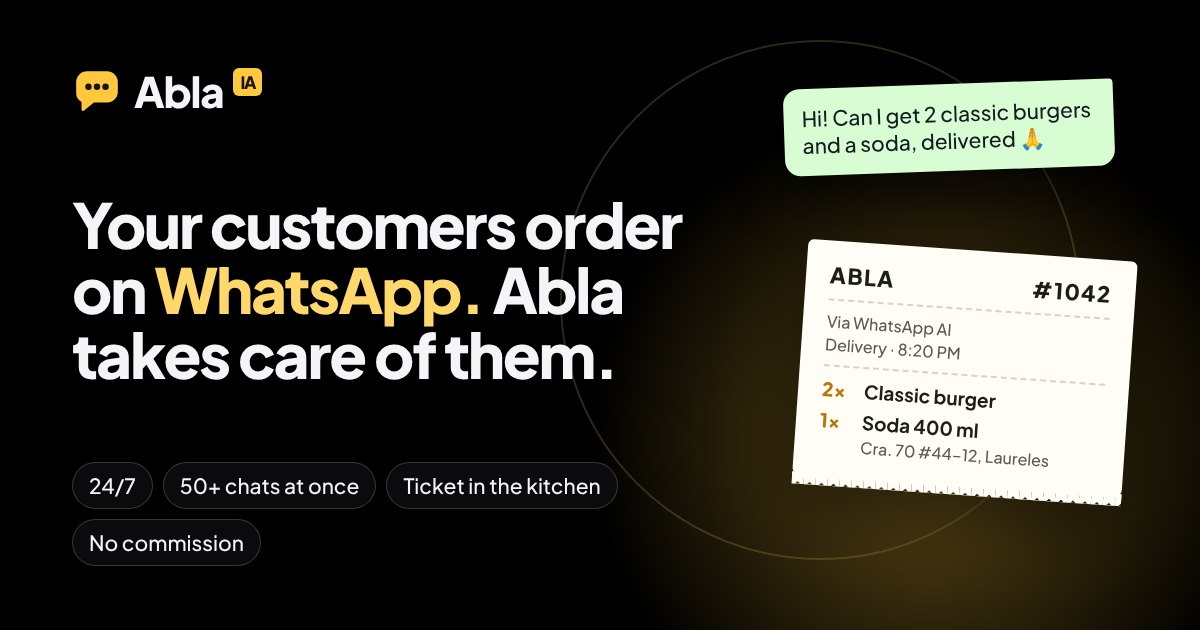 Abla IA
Your customers order
on WhatsApp. Abla
takes care of them.
24/7
50+ chats at once
Ticket in the kitchen
No commission
Hi! Can I get 2 classic burgers
and a soda, delivered 🙏
ABLA #1042
Via WhatsApp AI
Delivery · 8:20 PM
2× Classic burger
1× Soda 400 ml
Cra. 70 #44–12, Laureles